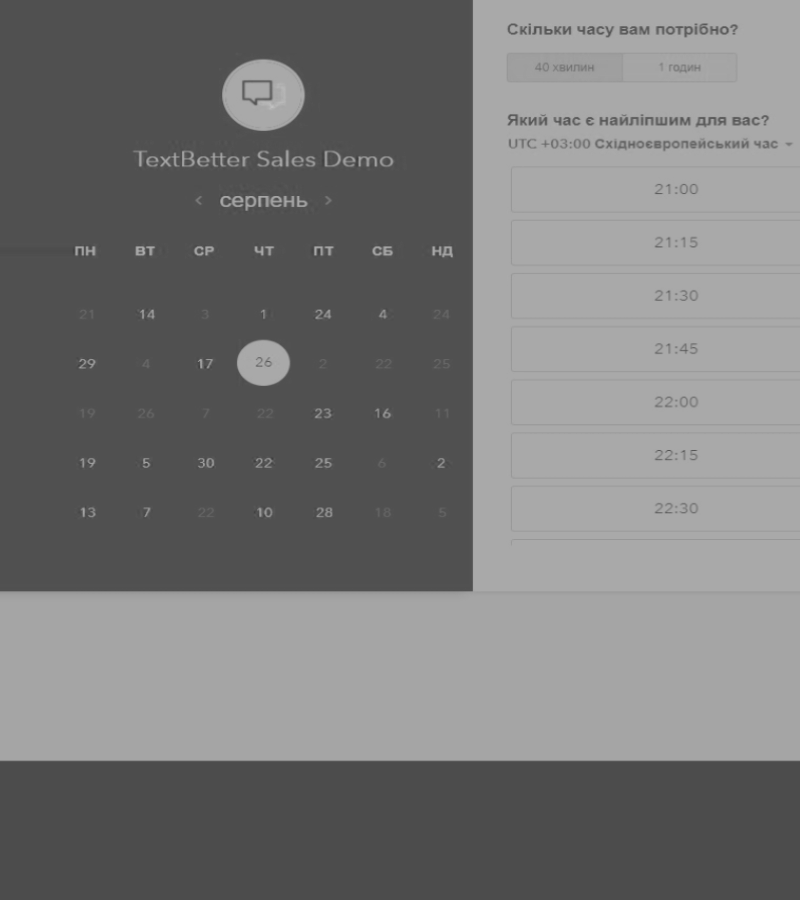 TextBetter Sales Demo
‹ серпень ›
ПН ВТ СР ЧТ ПТ СБ НД
21 14 3 1 24 4 24
29 4 17 26 2 22 25
19 26 7 22 23 16 11
19 5 30 22 25 6 2
13 7 22 10 28 18 5
Скільки часу вам потрібно?
40 хвилин 1 годин
Який час є найліпшим для вас?
UTC +03:00 Східноєвропейський час
21:00
21:15
21:30
21:45
22:00
22:15
22:30